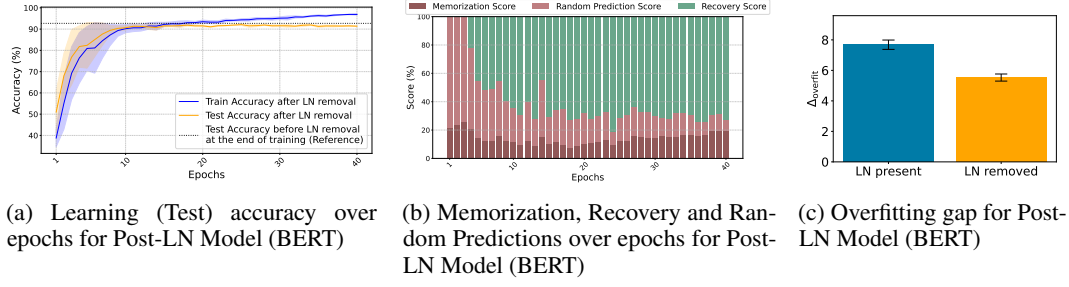 100
90
80
70
60
50
40
Accuracy (%)
Train Accuracy after LN removal
Test Accuracy after LN removal
Test Accuracy before LN removal
at the end of training (Reference)
1
10
20
30
40
Epochs
(a) Learning (Test) accuracy over
epochs for Post-LN Model (BERT)
Memorization Score
Random Prediction Score
Recovery Score
100
80
60
40
20
0
Score (%)
1
10
20
30
40
Epochs
(b) Memorization, Recovery and Ran-
dom Predictions over epochs for Post-
LN Model (BERT)
8
6
4
2
0
Δoverfit
LN present
LN removed
(c) Overfitting gap for Post-
LN Model (BERT)